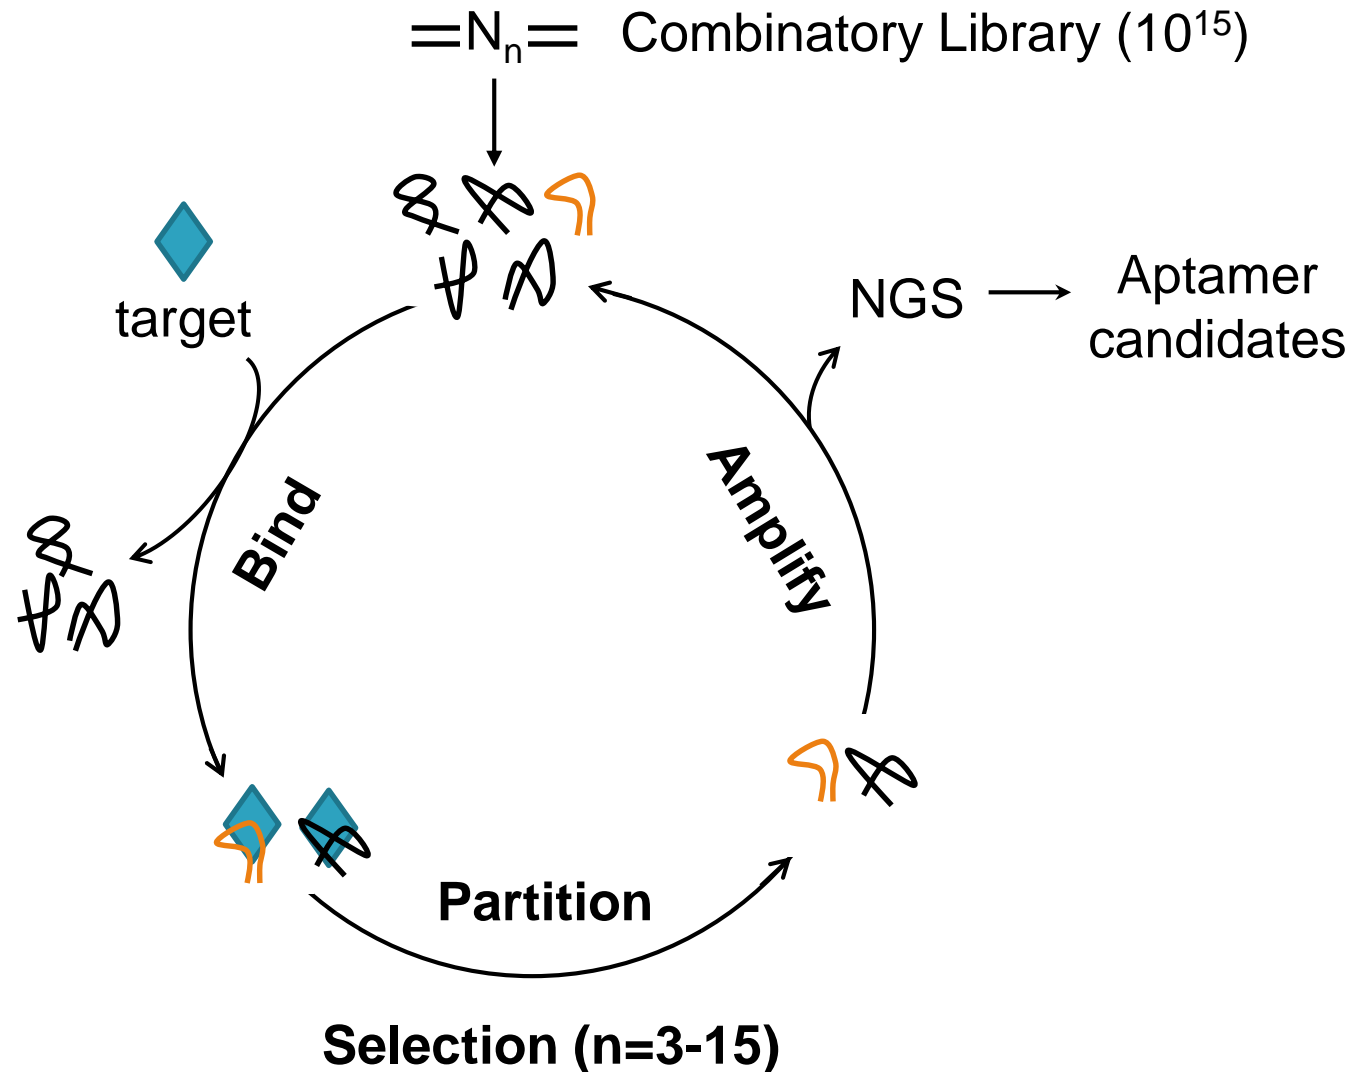 =Nₙ= Combinatory Library (10¹⁵)
target
NGS
Aptamer
candidates
Bind
Amplify
Partition
Selection (n=3-15)